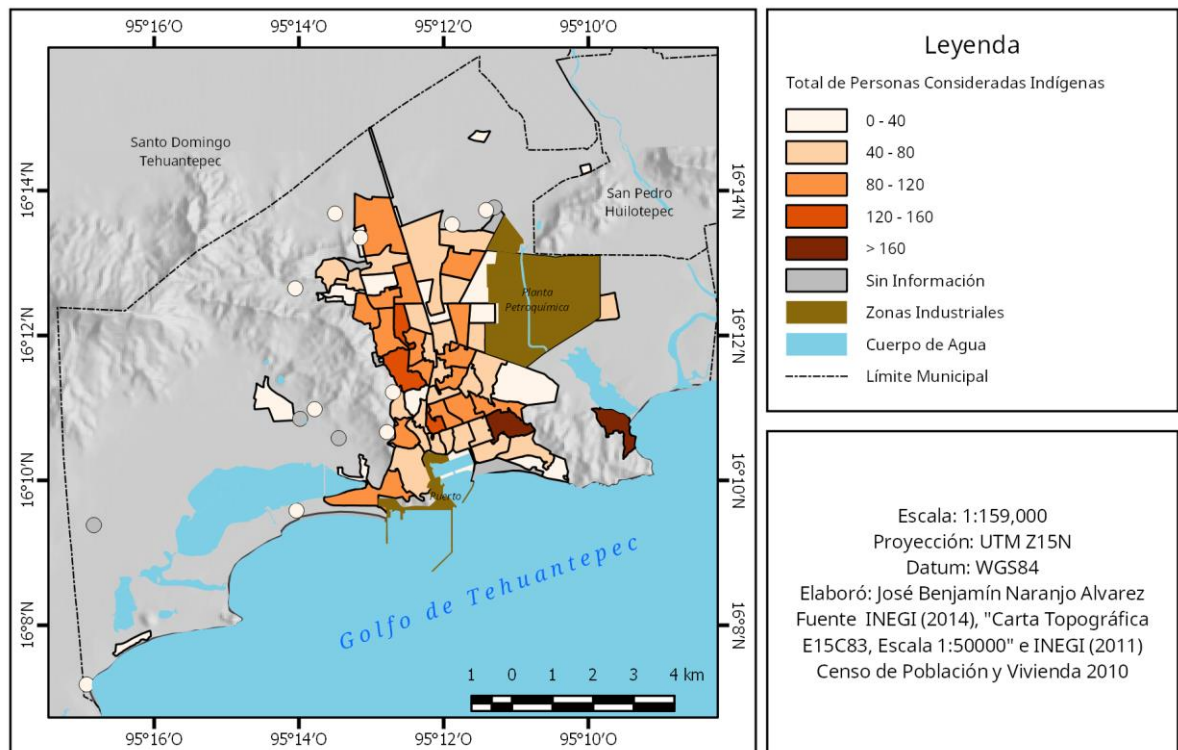 95°16′O 95°14′O 95°12′O 95°10′O
16°14′N
16°12′N
16°10′N
16°8′N
Santo Domingo
Tehuantepec
San Pedro
Huilotepec
Planta
Petroquímica
Puerto
Golfo de Tehuantepec
1 0 1 2 3 4 km
16°14′N
16°12′N
16°10′N
16°8′N
95°16′O 95°14′O 95°12′O 95°10′O
Leyenda
Total de Personas Consideradas Indígenas
0 - 40
40 - 80
80 - 120
120 - 160
> 160
Sin Información
Zonas Industriales
Cuerpo de Agua
Límite Municipal
Escala: 1:159,000
Proyección: UTM Z15N
Datum: WGS84
Elaboró: José Benjamín Naranjo Alvarez
Fuente INEGI (2014), "Carta Topográfica
E15C83, Escala 1:50000" e INEGI (2011)
Censo de Población y Vivienda 2010